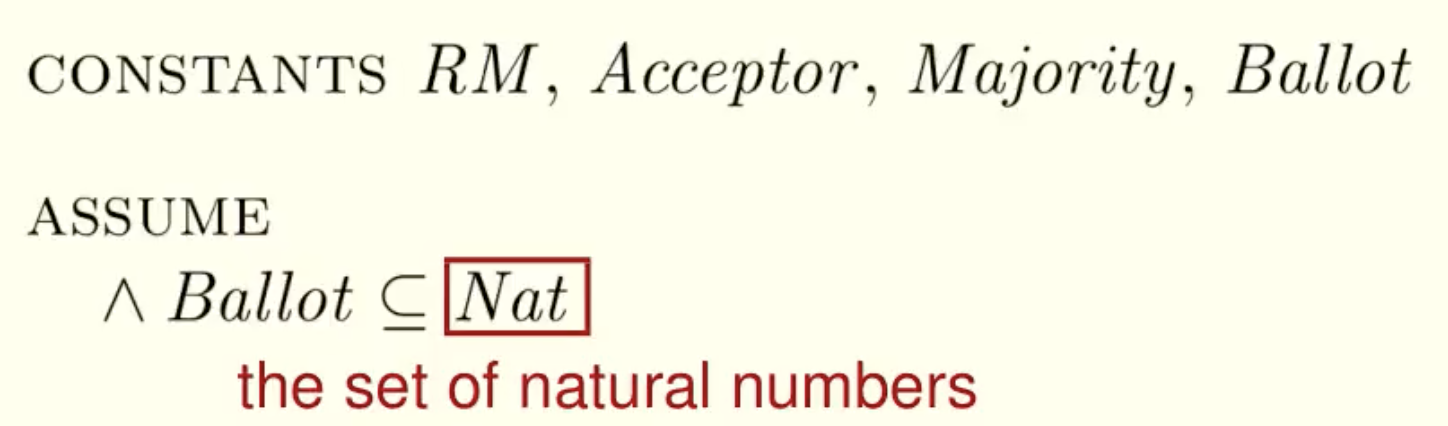 CONSTANTS RM, Acceptor, Majority, Ballot
ASSUME
∧ Ballot ⊆ Nat
the set of natural numbers